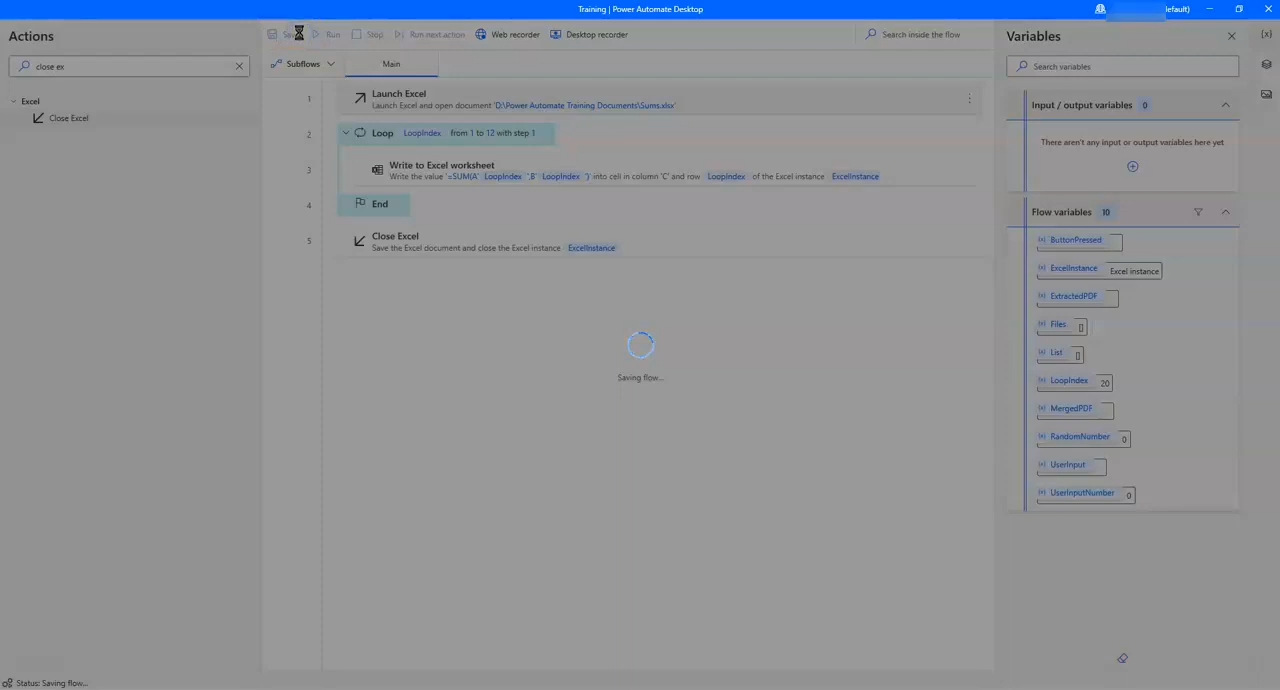 Training | Power Automate Desktop
efault)
Actions
close ex
Excel
Close Excel
Run
Stop
Run next action
Web recorder
Desktop recorder
Search inside the flow
Subflows
Main
1
Launch Excel
Launch Excel and open document 'D:\Power Automate Training Documents\Sums.xlsx'
2
Loop LoopIndex from 1 to 12 with step 1
3
Write to Excel worksheet
Write the value '=SUM(A' LoopIndex ':B' LoopIndex ')' into cell in column 'C' and row LoopIndex of the Excel instance ExcelInstance
4
End
5
Close Excel
Save the Excel document and close the Excel instance ExcelInstance
Saving flow...
Variables
{x}
Search variables
Input / output variables 0
There aren't any input or output variables here yet
Flow variables 10
{x} ButtonPressed
{x} ExcelInstance Excel instance
{x} ExtractedPDF
{x} Files []
{x} List []
{x} LoopIndex 20
{x} MergedPDF
{x} RandomNumber 0
{x} UserInput
{x} UserInputNumber 0
Status: Saving flow...